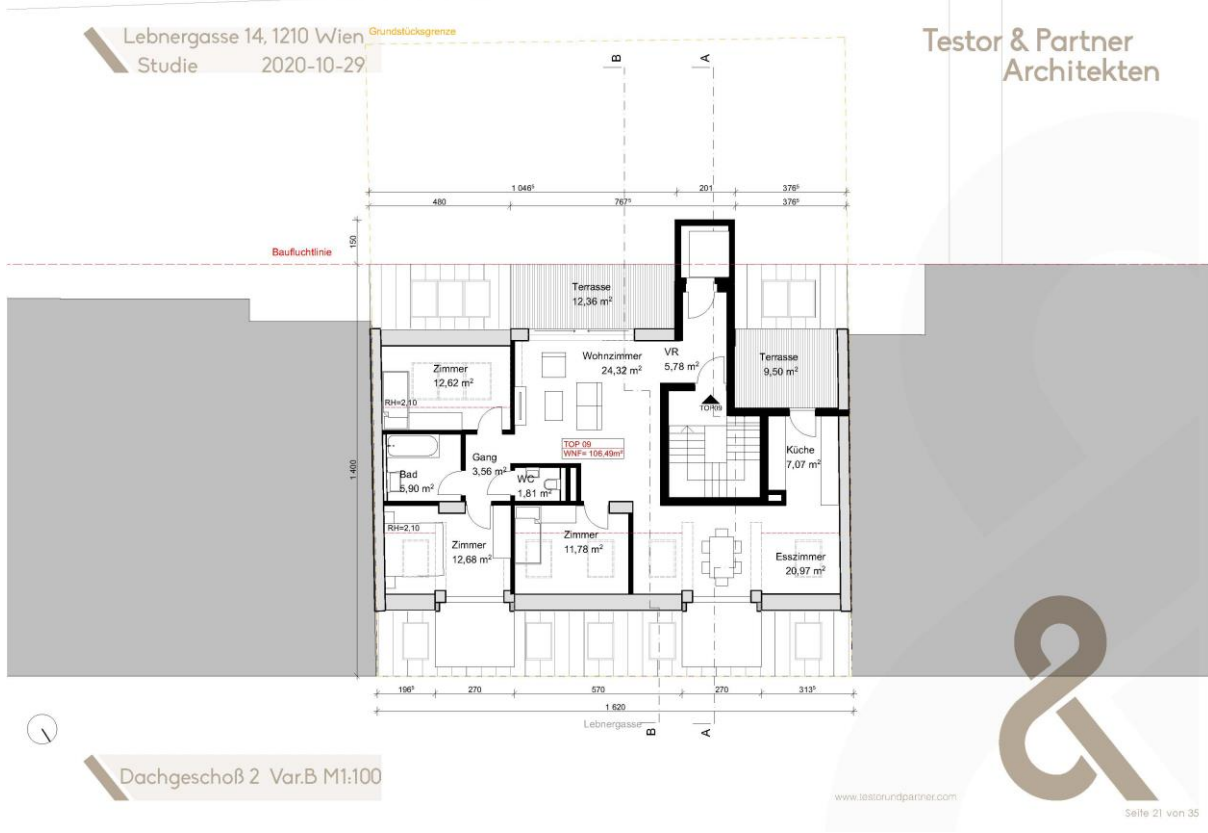 Lebnergasse 14, 1210 Wien
Studie 2020-10-29
Grundstücksgrenze
Testor & Partner
Architekten
B
A
1 046⁵
201
376⁵
480
767⁵
376⁵
150
Baufluchtlinie
Terrasse
12,36 m²
Wohnzimmer
24,32 m²
VR
5,78 m²
Terrasse
9,50 m²
Zimmer
12,62 m²
RH=2,10
TOP09
TOP 09
WNF= 106,49m²
Gang
3,56 m²
Küche
7,07 m²
1 400
Bad
5,90 m²
WC
1,81 m²
RH=2,10
Zimmer
12,68 m²
Zimmer
11,78 m²
Esszimmer
20,97 m²
196⁵
270
570
270
313⁵
1 620
Lebnergasse
B
A
&
Dachgeschoß 2 Var.B M1:100
www.testorundpartner.com
Seite 21 von 35